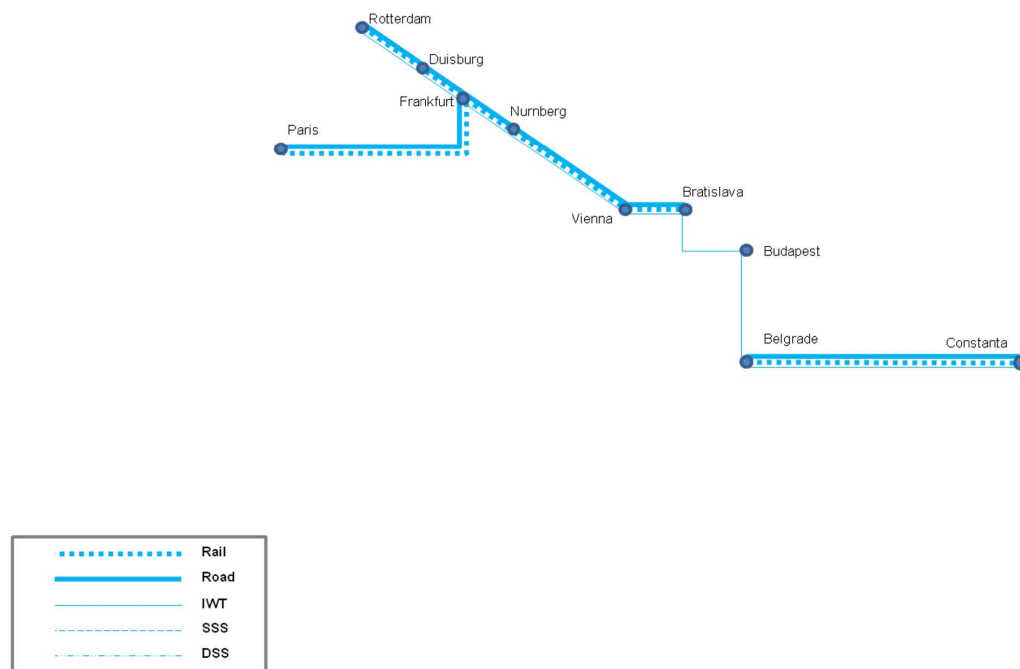 Rotterdam
Duisburg
Frankfurt
Nurnberg
Paris
Bratislava
Vienna
Budapest
Belgrade
Constanta
Rail
Road
IWT
SSS
DSS